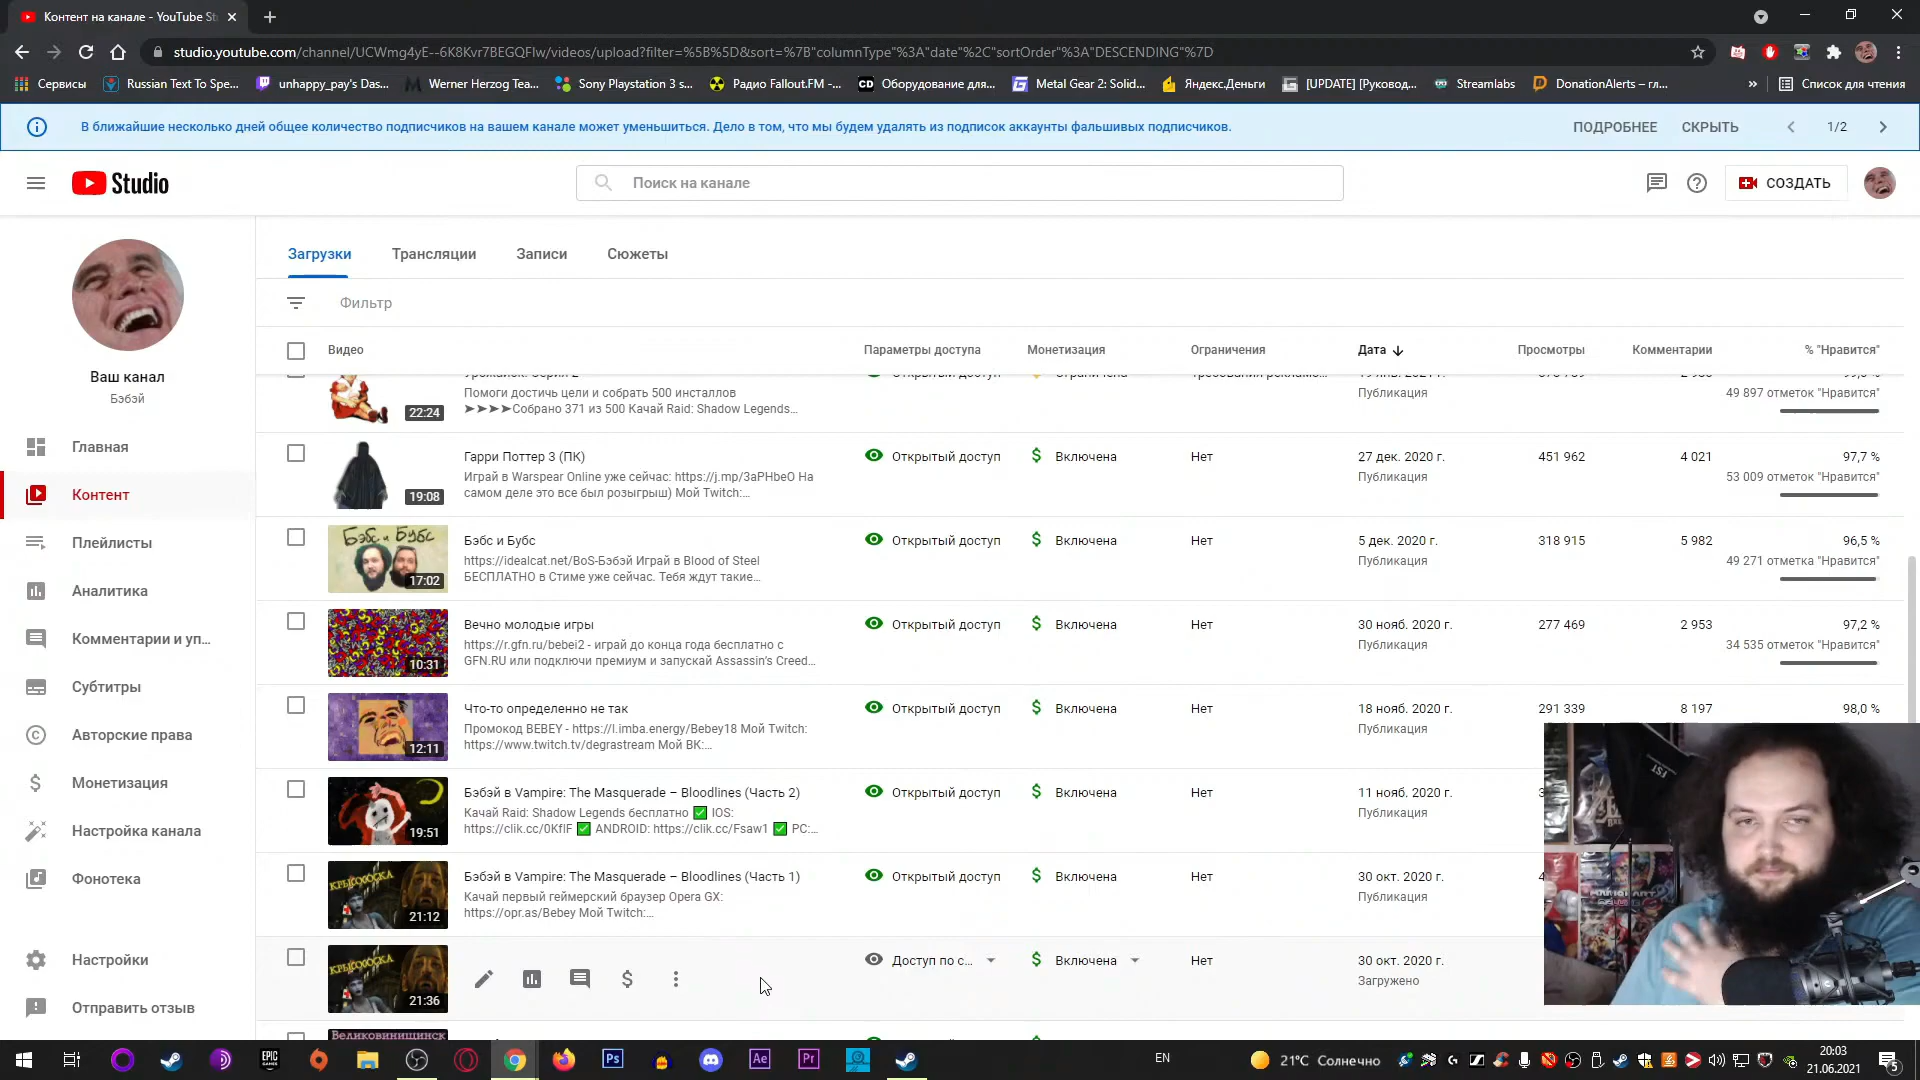 Контент на канале - YouTube St
studio.youtube.com/channel/UCWmg4yE--6K8Kvr7BEGQFlw/videos/upload?filter=%5B%5D&sort=%7B"columnType"%3A"date"%2C"sortOrder"%3A"DESCENDING"%7D
Сервисы Russian Text To Spe... unhappy_pay's Das... Werner Herzog Tea... Sony Playstation 3 s... Радио Fallout.FM -... Оборудование для... Metal Gear 2: Solid... Яндекс.Деньги [UPDATE] [Руковод... Streamlabs DonationAlerts – гл... » Список для чтения
В ближайшие несколько дней общее количество подписчиков на вашем канале может уменьшиться. Дело в том, что мы будем удалять из подписок аккаунты фальшивых подписчиков. ПОДРОБНЕЕ СКРЫТЬ 1/2
Studio Поиск на канале СОЗДАТЬ
Загрузки Трансляции Записи Сюжеты
Фильтр
Видео Параметры доступа Монетизация Ограничения Дата Просмотры Комментарии % "Нравится"
Ваш канал
Бэбэй
Главная
Контент
Плейлисты
Аналитика
Комментарии и уп...
Субтитры
Авторские права
Монетизация
Настройка канала
Фонотека
Настройки
Отправить отзыв
Помоги достичь цели и собрать 500 инсталлов Публикация 49 897 отметок "Нравится"
22:24 ➤➤➤➤Собрано 371 из 500 Качай Raid: Shadow Legends...
Гарри Поттер 3 (ПК) Открытый доступ Включена Нет 27 дек. 2020 г. 451 962 4 021 97,7 %
Играй в Warspear Online уже сейчас: https://j.mp/3aPHbeO На Публикация 53 009 отметок "Нравится"
19:08 самом деле это все был розыгрыш) Мой Twitch:...
Бэбс и Бубс
Бэбс и Бубс Открытый доступ Включена Нет 5 дек. 2020 г. 318 915 5 982 96,5 %
https://idealcat.net/BoS-Бэбэй Играй в Blood of Steel Публикация 49 271 отметка "Нравится"
17:02 БЕСПЛАТНО в Стиме уже сейчас. Тебя ждут такие...
Вечно молодые игры Открытый доступ Включена Нет 30 нояб. 2020 г. 277 469 2 953 97,2 %
https://r.gfn.ru/bebei2 - играй до конца года бесплатно с Публикация 34 535 отметок "Нравится"
10:31 GFN.RU или подключи премиум и запускай Assassin's Creed...
Что-то определенно не так Открытый доступ Включена Нет 18 нояб. 2020 г. 291 339 8 197 98,0 %
Промокод BEBEY - https://l.imba.energy/Bebey18 Мой Twitch: Публикация
12:11 https://www.twitch.tv/degrastream Мой ВК:...
Бэбэй в Vampire: The Masquerade – Bloodlines (Часть 2) Открытый доступ Включена Нет 11 нояб. 2020 г.
Качай Raid: Shadow Legends бесплатно ✅ IOS: Публикация
19:51 https://clik.cc/0KfIF ✅ ANDROID: https://clik.cc/Fsaw1 ✅ PC:...
КРЫСОСОСКА
Бэбэй в Vampire: The Masquerade – Bloodlines (Часть 1) Открытый доступ Включена Нет 30 окт. 2020 г.
Качай первый геймерский браузер Opera GX: Публикация
21:12 https://opr.as/Bebey Мой Twitch:...
КРЫСОСОСКА
Доступ по с... Включена Нет 30 окт. 2020 г.
Загружено
21:36
Великовинищинск
EN 21°C Солнечно 20:03
21.06.2021
5